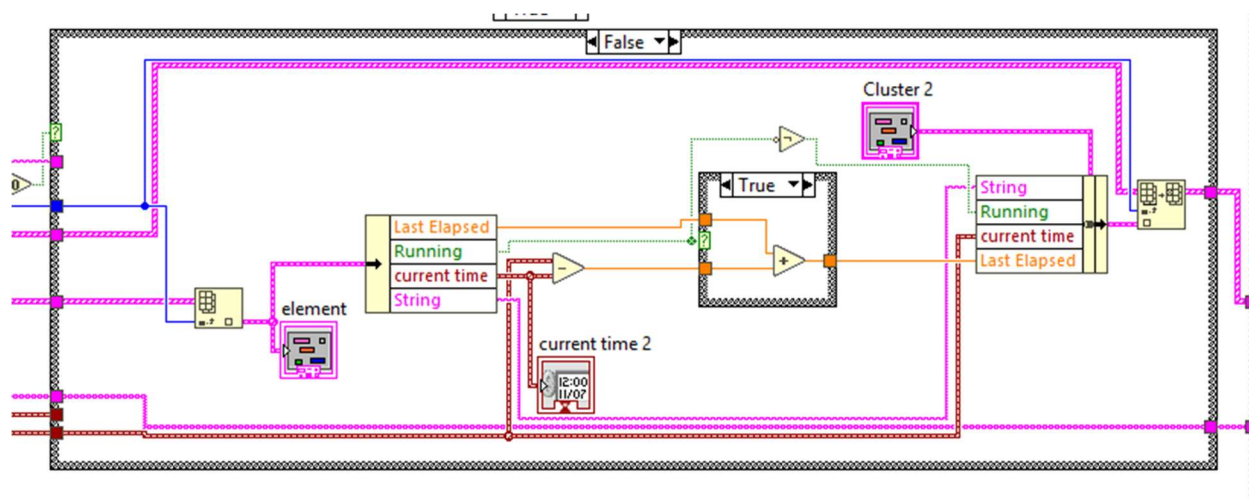 False
Cluster 2
True
String
Running
current time
Last Elapsed
Last Elapsed
Running
current time
String
element
current time 2
12:00
11/07
?
?
0